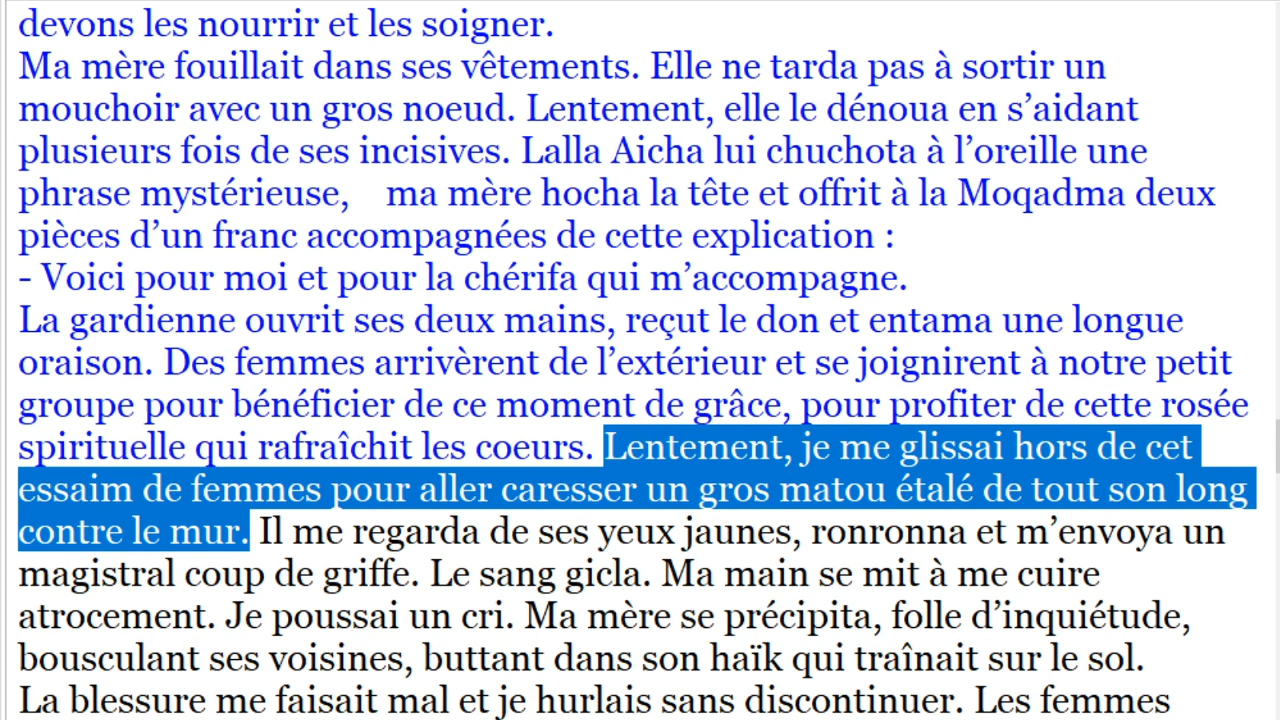 devons les nourrir et les soigner.
Ma mère fouillait dans ses vêtements. Elle ne tarda pas à sortir un
mouchoir avec un gros noeud. Lentement, elle le dénoua en s’aidant
plusieurs fois de ses incisives. Lalla Aicha lui chuchota à l’oreille une
phrase mystérieuse,    ma mère hocha la tête et offrit à la Moqadma deux
pièces d’un franc accompagnées de cette explication :
- Voici pour moi et pour la chérifa qui m’accompagne.
La gardienne ouvrit ses deux mains, reçut le don et entama une longue
oraison. Des femmes arrivèrent de l’extérieur et se joignirent à notre petit
groupe pour bénéficier de ce moment de grâce, pour profiter de cette rosée
spirituelle qui rafraîchit les coeurs. Lentement, je me glissai hors de cet
essaim de femmes pour aller caresser un gros matou étalé de tout son long
contre le mur. Il me regarda de ses yeux jaunes, ronronna et m’envoya un
magistral coup de griffe. Le sang gicla. Ma main se mit à me cuire
atrocement. Je poussai un cri. Ma mère se précipita, folle d’inquiétude,
bousculant ses voisines, buttant dans son haïk qui traînait sur le sol.
La blessure me faisait mal et je hurlais sans discontinuer. Les femmes